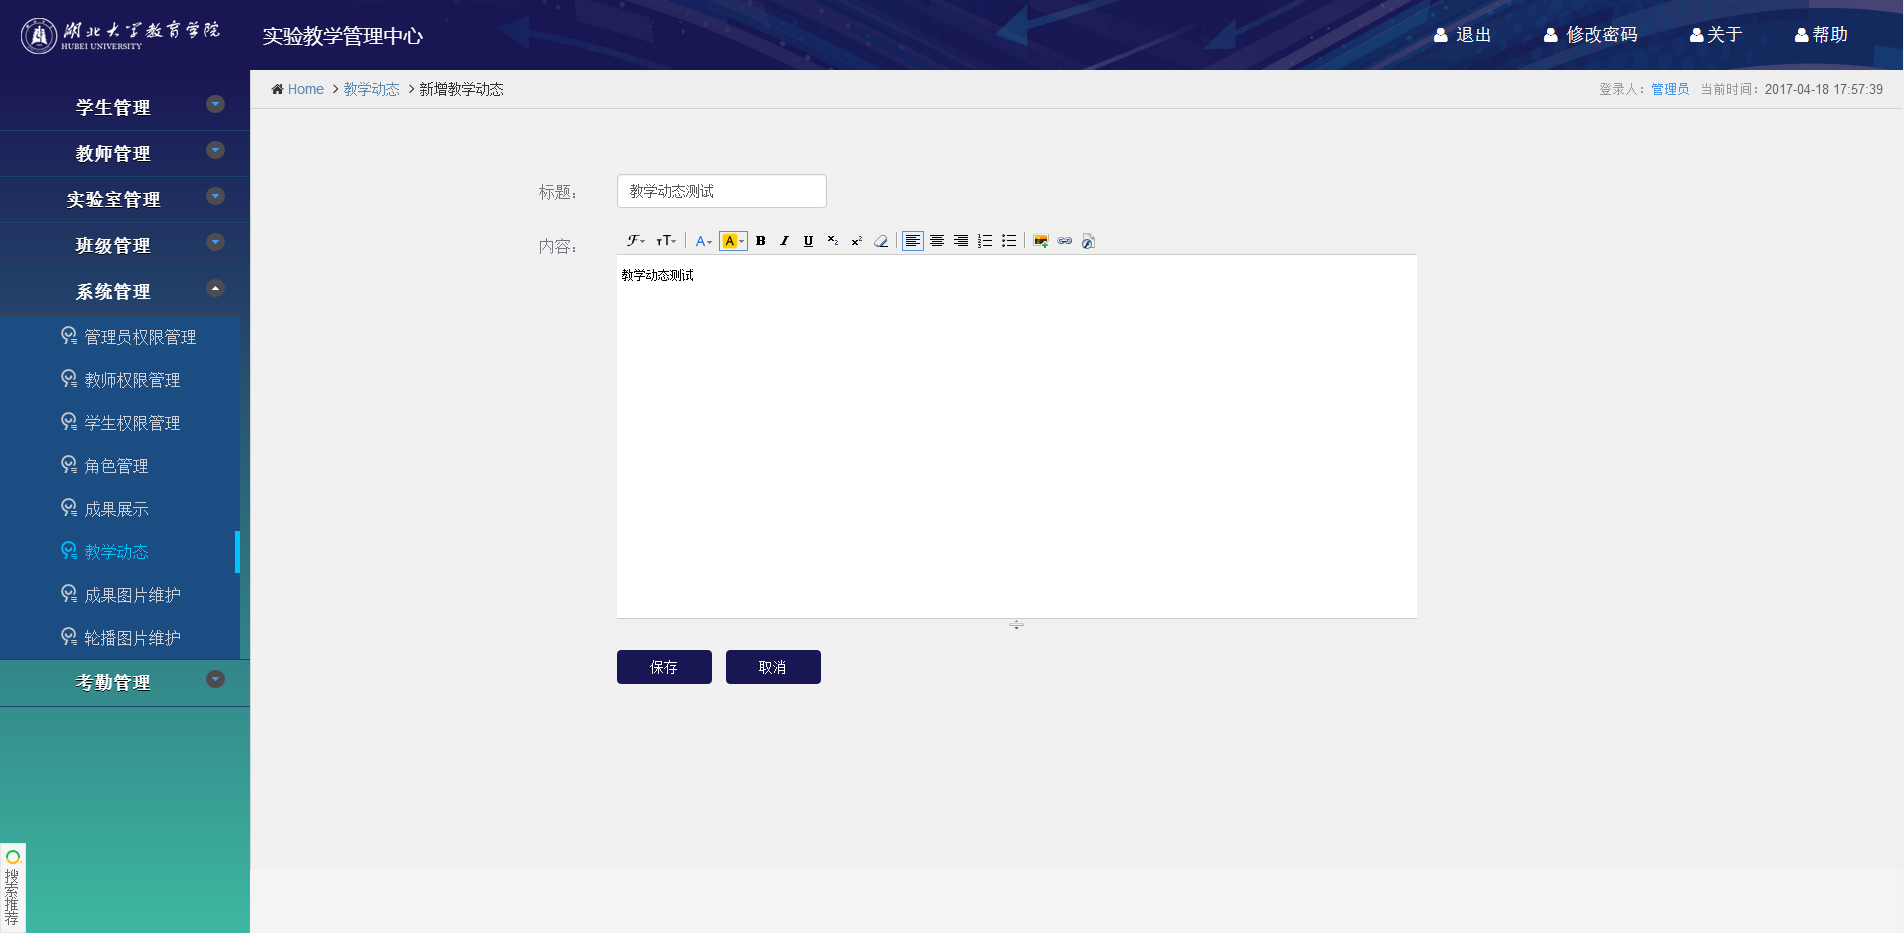 湖北大学教育学院
HUBEI UNIVERSITY
实验教学管理中心
退出 修改密码 关于 帮助
Home > 教学动态 > 新增教学动态
登录人：管理员 当前时间：2017-04-18 17:57:39
学生管理
教师管理
实验室管理
班级管理
系统管理
管理员权限管理
教师权限管理
学生权限管理
角色管理
成果展示
教学动态
成果图片维护
轮播图片维护
考勤管理
标题：
教学动态测试
内容：
教学动态测试
保存 取消
搜索推荐